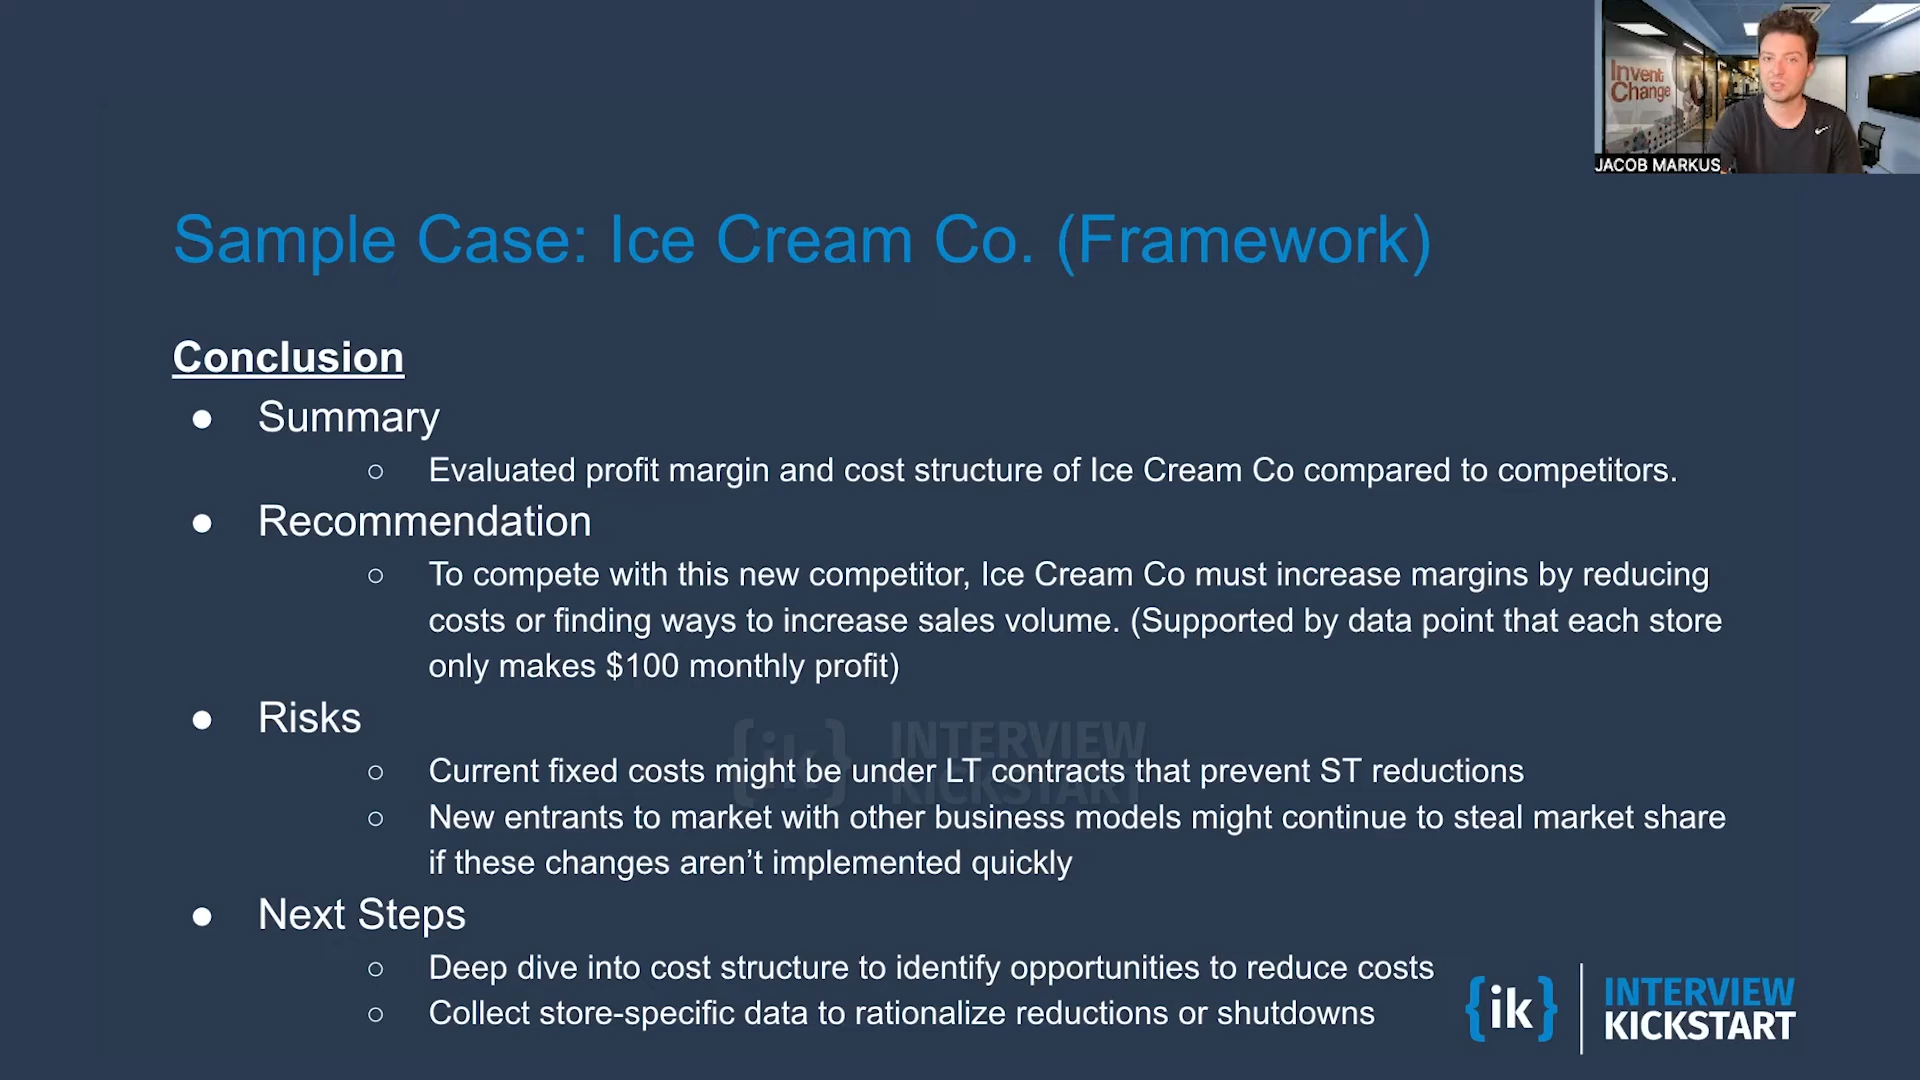 Invent
Change
JACOB MARKUS
Sample Case: Ice Cream Co. (Framework)
Conclusion
● Summary
○ Evaluated profit margin and cost structure of Ice Cream Co compared to competitors.
● Recommendation
○ To compete with this new competitor, Ice Cream Co must increase margins by reducing
costs or finding ways to increase sales volume. (Supported by data point that each store
only makes $100 monthly profit)
● Risks
○ Current fixed costs might be under LT contracts that prevent ST reductions
○ New entrants to market with other business models might continue to steal market share
if these changes aren’t implemented quickly
● Next Steps
○ Deep dive into cost structure to identify opportunities to reduce costs
○ Collect store-specific data to rationalize reductions or shutdowns
{ik} INTERVIEW
KICKSTART
{ik} INTERVIEW
KICKSTART